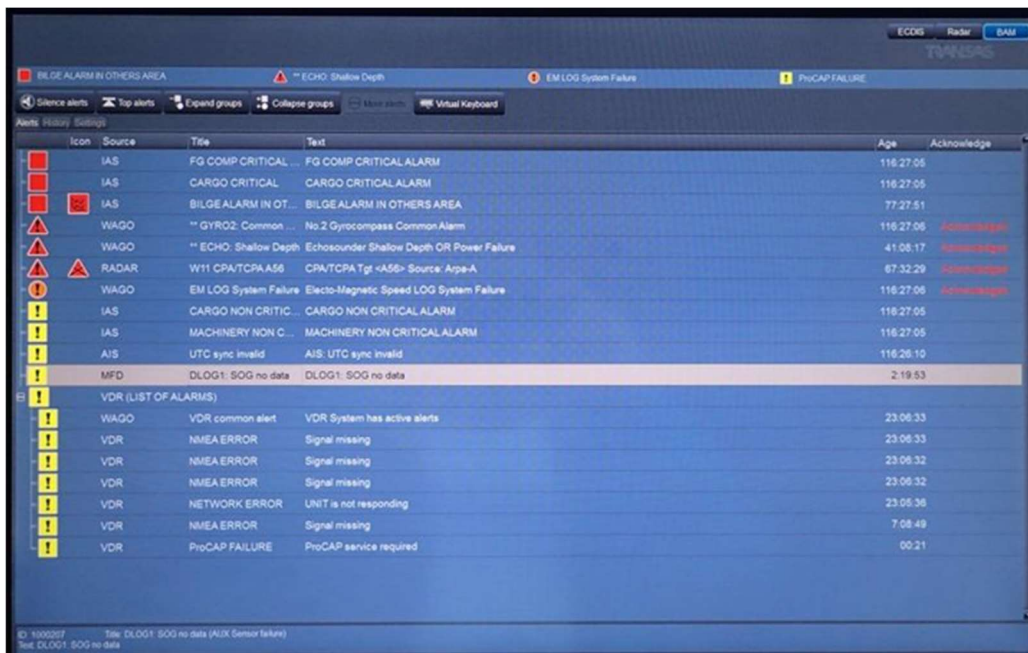 ECDIS Radar BAM
TRANSAS
BILGE ALARM IN OTHERS AREA ** ECHO: Shallow Depth EM LOG System Failure ProCAP FAILURE
Silence alerts Top alerts Expand groups Collapse groups More alerts Virtual Keyboard
Alerts History Settings
Icon Source Title Text Age Acknowledge
IAS FG COMP CRITICAL ... FG COMP CRITICAL ALARM 116:27:05
IAS CARGO CRITICAL CARGO CRITICAL ALARM 116:27:05
IAS BILGE ALARM IN OT... BILGE ALARM IN OTHERS AREA 77:27:51
WAGO ** GYRO2: Common ... No.2 Gyrocompass Common Alarm 116:27:06 Acknowledged
WAGO ** ECHO: Shallow Depth Echosounder Shallow Depth OR Power Failure 41:08:17 Acknowledged
RADAR W11 CPA/TCPA A56 CPA/TCPA Tgt <A56> Source: Arpa-A 67:32:29 Acknowledged
WAGO EM LOG System Failure Electo-Magnetic Speed LOG System Failure 116:27:06 Acknowledged
IAS CARGO NON CRITIC... CARGO NON CRITICAL ALARM 116:27:05
IAS MACHINERY NON C... MACHINERY NON CRITICAL ALARM 116:27:05
AIS UTC sync invalid AIS: UTC sync invalid 116:26:10
MFD DLOG1: SOG no data DLOG1: SOG no data 2:19:53
VDR (LIST OF ALARMS)
WAGO VDR common alert VDR System has active alerts 23:06:33
VDR NMEA ERROR Signal missing 23:06:33
VDR NMEA ERROR Signal missing 23:06:32
VDR NMEA ERROR Signal missing 23:06:32
VDR NETWORK ERROR UNIT is not responding 23:05:36
VDR NMEA ERROR Signal missing 7:08:49
VDR ProCAP FAILURE ProCAP service required 00:21
ID: 1000207 Title: DLOG1: SOG no data (AUX Sensor failure)
Text: DLOG1: SOG no data